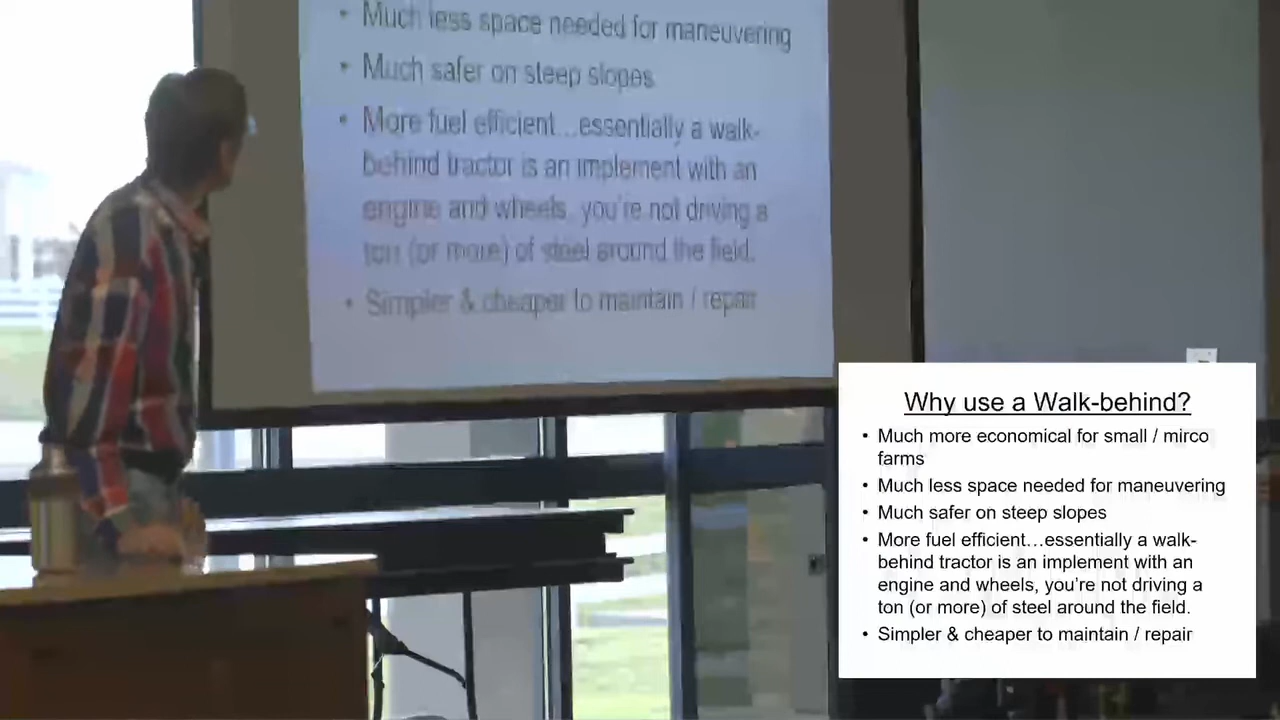 • Much less space needed for maneuvering
• Much safer on steep slopes
• More fuel efficient...essentially a walk-
behind tractor is an implement with an
engine and wheels, you're not driving a
ton (or more) of steel around the field.
• Simpler & cheaper to maintain / repair
Why use a Walk-behind?
• Much more economical for small / mirco
farms
• Much less space needed for maneuvering
• Much safer on steep slopes
• More fuel efficient…essentially a walk-
behind tractor is an implement with an
engine and wheels, you’re not driving a
ton (or more) of steel around the field.
• Simpler & cheaper to maintain / repair